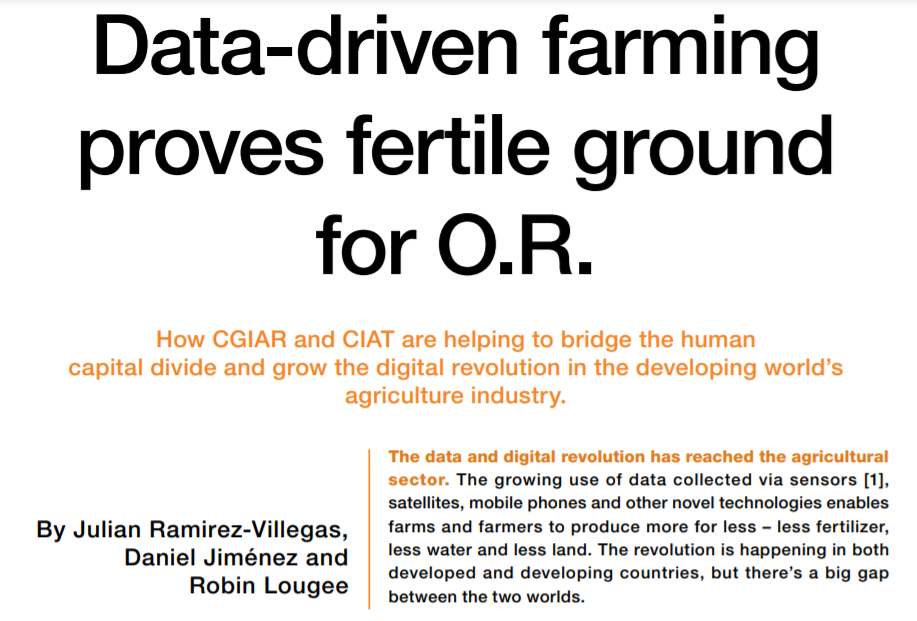 Data-driven farming
proves fertile ground
for O.R.
How CGIAR and CIAT are helping to bridge the human
capital divide and grow the digital revolution in the developing world's
agriculture industry.
By Julian Ramirez-Villegas,
Daniel Jiménez and
Robin Lougee
The data and digital revolution has reached the agricultural
sector. The growing use of data collected via sensors [1],
satellites, mobile phones and other novel technologies enables
farms and farmers to produce more for less – less fertilizer,
less water and less land. The revolution is happening in both
developed and developing countries, but there's a big gap
between the two worlds.